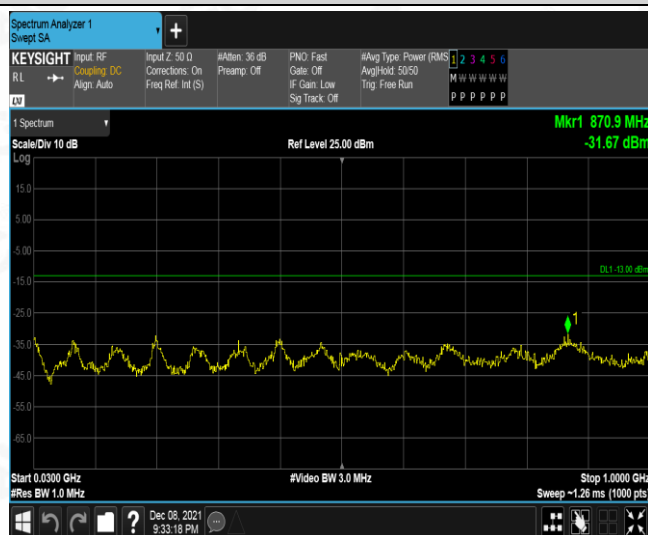 Spectrum Analyzer 1
Swept SA
+
KEYSIGHT
RL
LXI
Input: RF
Coupling: DC
Align: Auto
Input Z: 50 Ω
Corrections: On
Freq Ref: Int (S)
#Atten: 36 dB
Preamp: Off
PNO: Fast
Gate: Off
IF Gain: Low
Sig Track: Off
#Avg Type: Power (RMS
Avg|Hold: 50/50
Trig: Free Run
1 2 3 4 5 6
M W W W W W
P P P P P P
1 Spectrum
Mkr1 870.9 MHz
Scale/Div 10 dB
Ref Level 25.00 dBm
-31.67 dBm
Log
15.0
5.00
-5.00
DL1 -13.00 dBm
-15.0
-25.0
1
-35.0
-45.0
-55.0
-65.0
Start 0.0300 GHz
#Video BW 3.0 MHz
Stop 1.0000 GHz
#Res BW 1.0 MHz
Sweep ~1.26 ms (1000 pts)
?
Dec 08, 2021
9:33:18 PM